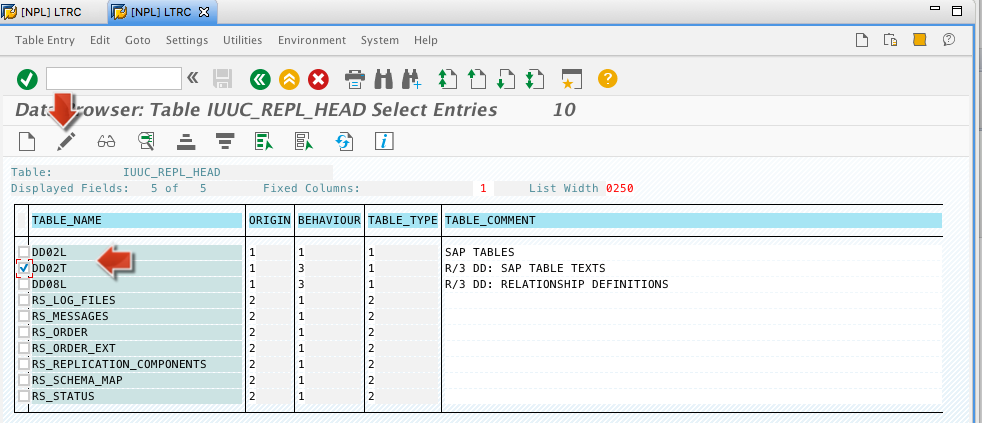 [NPL] LTRC [NPL] LTRC
Table Entry Edit Goto Settings Utilities Environment System Help
Data Browser: Table IUUC_REPL_HEAD Select Entries 10
Table: IUUC_REPL_HEAD
Displayed Fields: 5 of 5 Fixed Columns: 1 List Width 0250
TABLE_NAME ORIGIN BEHAVIOUR TABLE_TYPE TABLE_COMMENT
DD02L 1 1 1 SAP TABLES
DD02T 1 3 1 R/3 DD: SAP TABLE TEXTS
DD08L 1 3 1 R/3 DD: RELATIONSHIP DEFINITIONS
RS_LOG_FILES 2 1 2
RS_MESSAGES 2 1 2
RS_ORDER 2 1 2
RS_ORDER_EXT 2 1 2
RS_REPLICATION_COMPONENTS 2 1 2
RS_SCHEMA_MAP 2 1 2
RS_STATUS 2 1 2